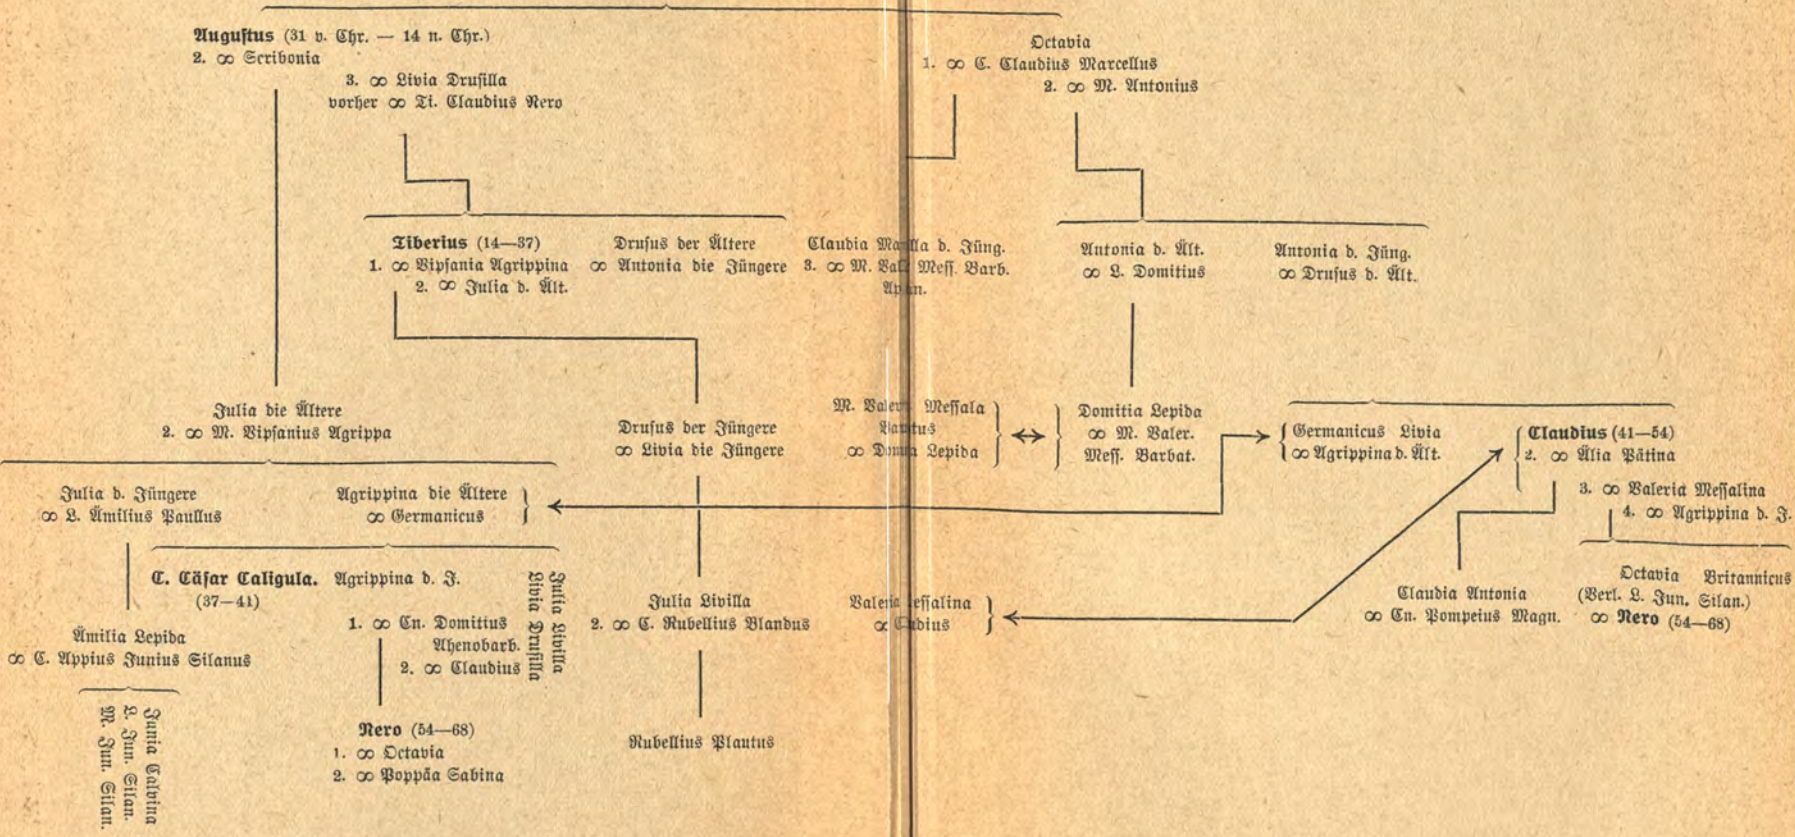 Augustus (31 v. Chr. — 14 n. Chr.)
2. ∞ Scribonia
3. ∞ Livia Drusilla
vorher ∞ Ti. Claudius Nero
Octavia
1. ∞ C. Claudius Marcellus
2. ∞ M. Antonius
Tiberius (14—37)
1. ∞ Vipsania Agrippina
2. ∞ Julia d. Ält.
Drusus der Ältere
∞ Antonia die Jüngere
Claudia d. Jüng.
3. ∞ M. Mess. Barb.
Antonia d. Ält.
∞ L. Domitius
Antonia d. Jüng.
∞ Drusus d. Ält.
Julia die Ältere
2. ∞ M. Vipsanius Agrippa
Drusus der Jüngere
∞ Livia die Jüngere
M. Messala
∞ Lepida
Domitia Lepida
∞ M. Valer.
Mess. Barbat.
Germanicus Livia
∞ Agrippina d. Ält.
Claudius (41—54)
2. ∞ Älia Pätina
3. ∞ Valeria Messalina
4. ∞ Agrippina d. J.
Julia d. Jüngere
∞ L. Ämilius Paullus
Agrippina die Ältere
∞ Germanicus
C. Cäsar Caligula.
(37—41)
Agrippina d. J.
1. ∞ Cn. Domitius
Ahenobarb.
2. ∞ Claudius
Julia Livilla
Livia Drusilla
Julia Livilla
2. ∞ C. Rubellius Blandus
Valeria
Claudia Antonia
∞ Cn. Pompeius Magn.
Octavia Britannicus
(Verl. L. Jun. Silan.)
∞ Nero (54—68)
Ämilia Lepida
∞ C. Appius Junius Silanus
Junia Calvina
L. Jun. Silan.
M. Jun. Silan.
Nero (54—68)
1. ∞ Octavia
2. ∞ Poppäa Sabina
Rubellius Plautus